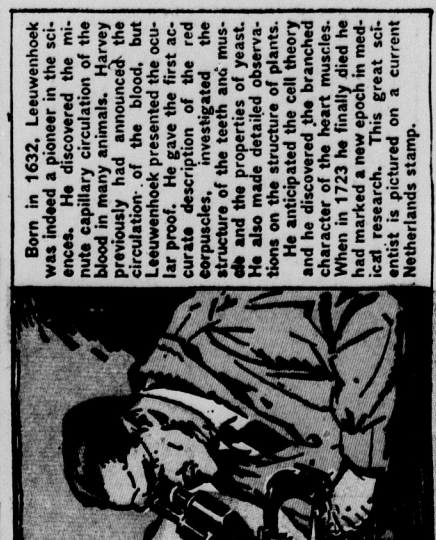 Born in 1632, Leeuwenhoek
was indeed a pioneer in the sci-
ences. He discovered the mi-
nute capillary circulation of the
blood in many animals. Harvey
previously had announced the
circulation of the blood, but
Leeuwenhoek presented the ocu-
lar proof. He gave the first ac-
curate description of the red
corpuscles, investigated the
structure of the teeth and mus-
cle and the properties of yeast.
He also made detailed observa-
tions on the structure of plants.
He anticipated the cell theory
and he discovered the branched
character of the heart muscles.
When in 1723 he finally died he
had marked a new epoch in med-
ical research. This great sci-
entist is pictured on a current
Netherlands stamp.